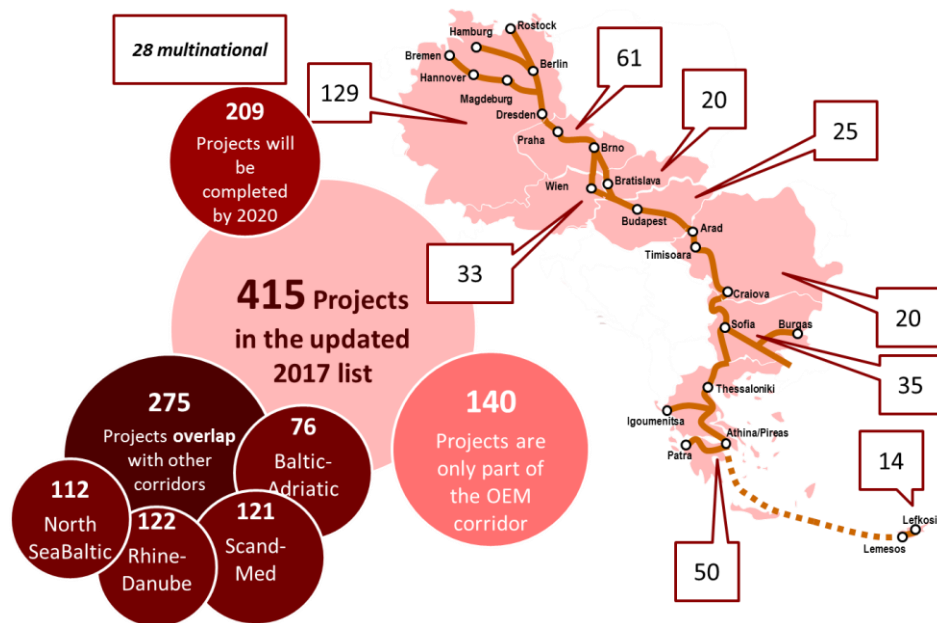 28 multinational
209
Projects will
be
completed
by 2020
415 Projects
in the updated
2017 list
275
Projects overlap
with other
corridors
76
Baltic-
Adriatic
140
Projects are
only part of
the OEM
corridor
112
North
SeaBaltic
122
Rhine-
Danube
121
Scand-
Med
129
61
20
25
33
20
35
14
50
Rostock
Hamburg
Bremen
Berlin
Hannover
Magdeburg
Dresden
Praha
Brno
Wien
Bratislava
Budapest
Arad
Timisoara
Craiova
Sofia
Burgas
Thessaloniki
Igoumenitsa
Athina/Pireas
Patra
Lefkosi
Lemesos